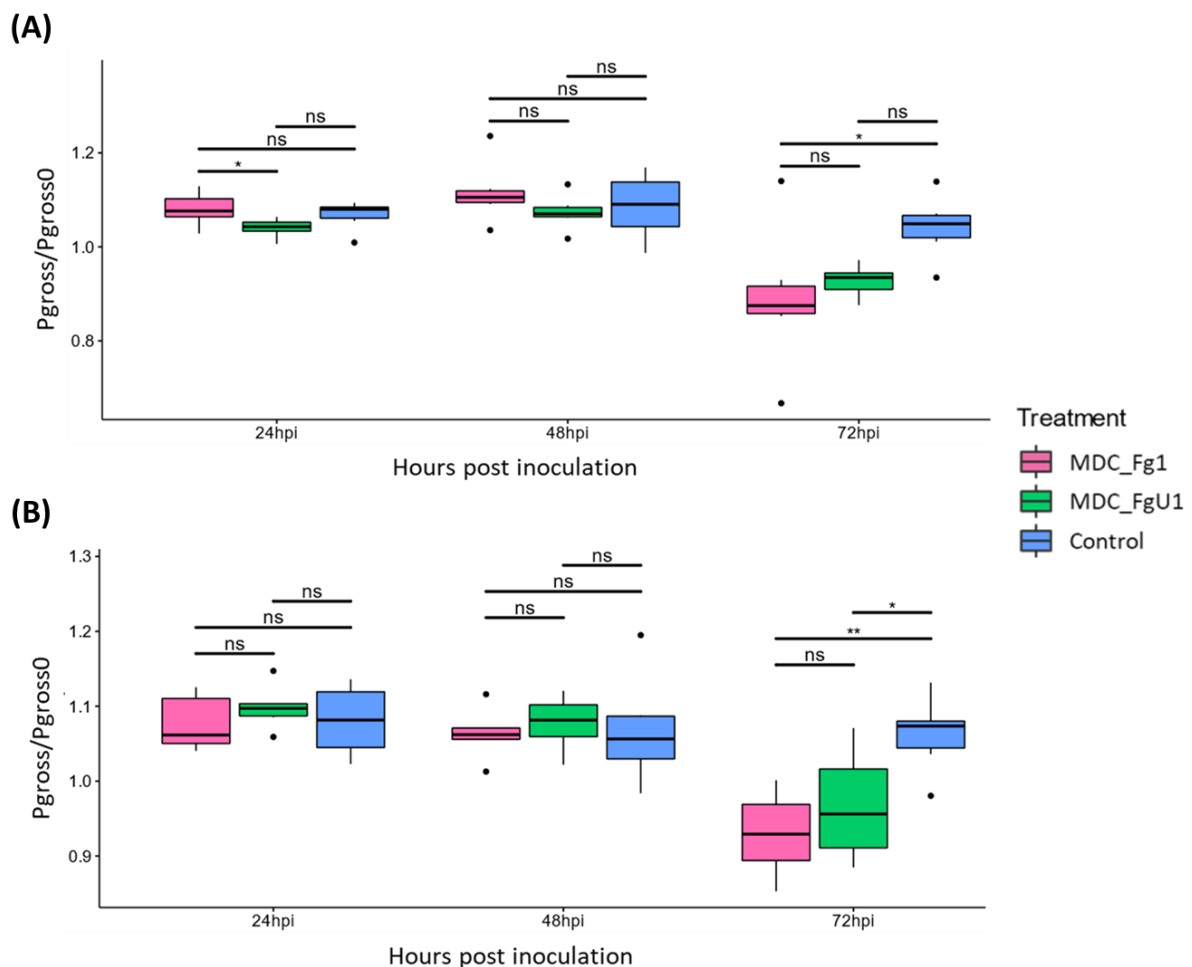 (A)
Pgross/Pgross0
1.2
1.0
0.8
ns
ns
*
ns
ns
ns
ns
*
ns
24hpi 48hpi 72hpi
Hours post inoculation
Treatment
MDC_Fg1
MDC_FgU1
Control
(B)
Pgross/Pgross0
1.3
1.2
1.1
1.0
0.9
ns
ns
ns
ns
ns
ns
*
**
ns
24hpi 48hpi 72hpi
Hours post inoculation